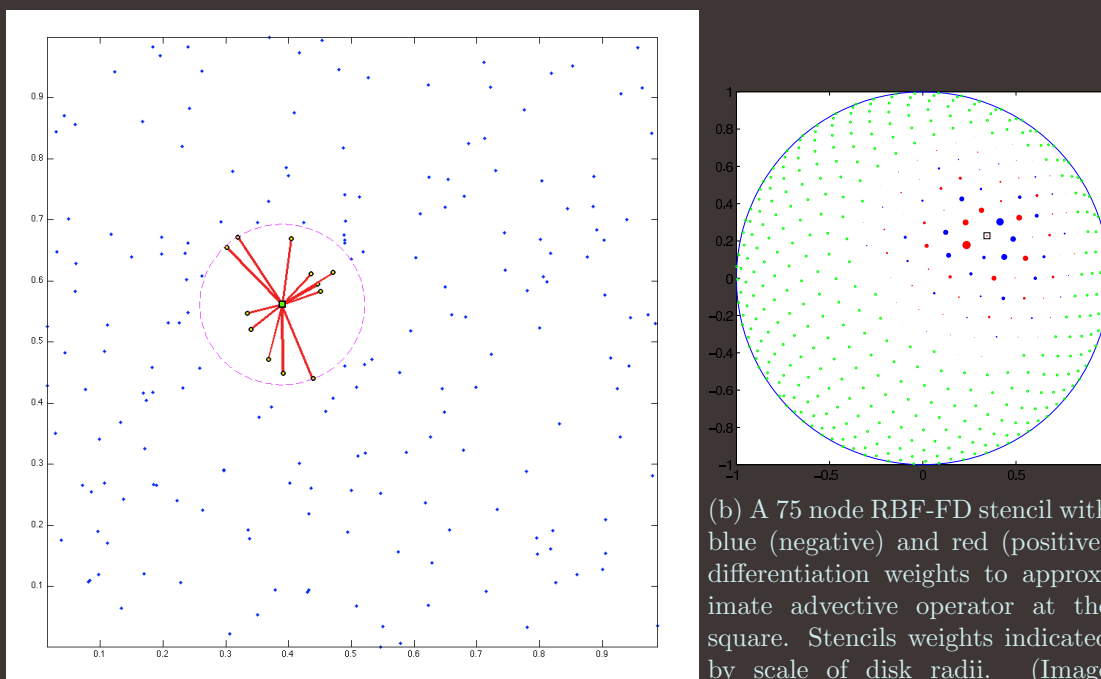 0.9
0.8
0.7
0.6
0.5
0.4
0.3
0.2
0.1
0.1 0.2 0.3 0.4 0.5 0.6 0.7 0.8 0.9
1
0.8
0.6
0.4
0.2
0
−0.2
−0.4
−0.6
−0.8
−1
−1 −0.5 0 0.5
(b) A 75 node RBF-FD stencil with
blue (negative) and red (positive
differentiation weights to approx
imate advective operator at the
square. Stencils weights indicated
by scale of disk radii. (Image